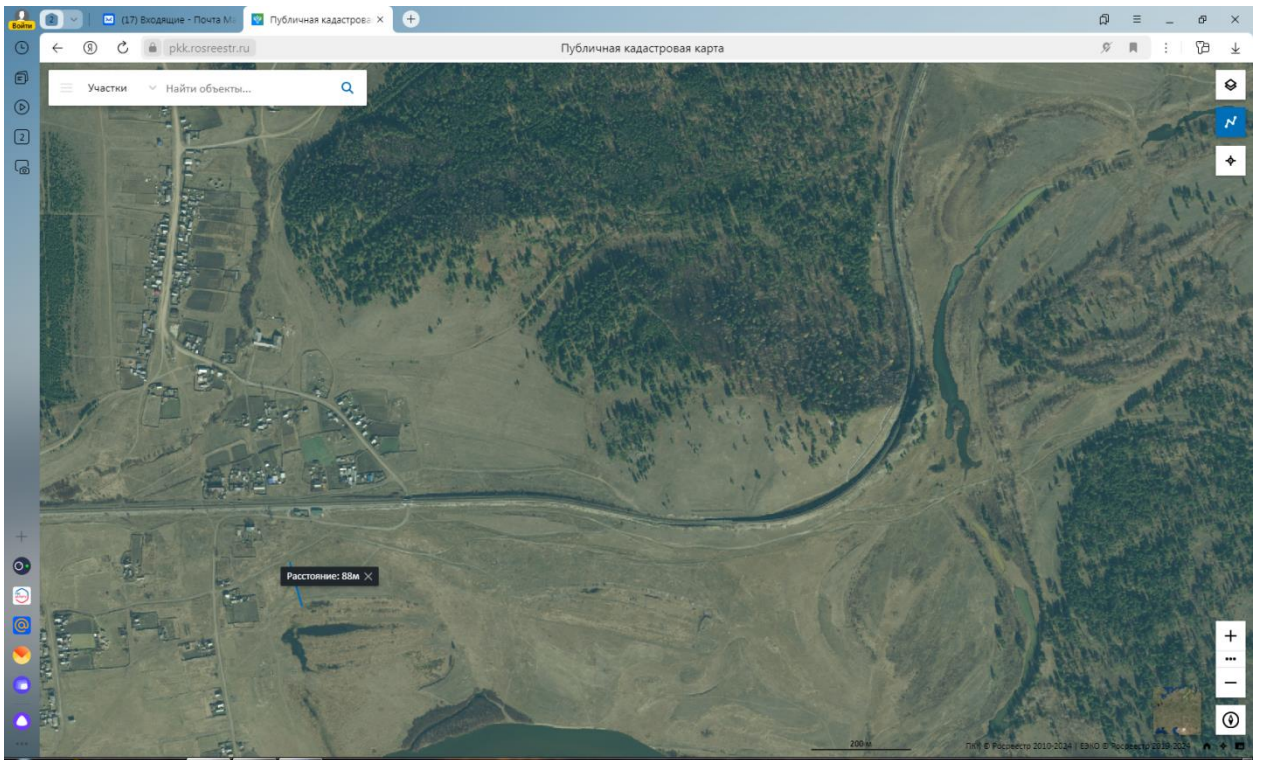 Войти
2
(17) Входящие - Почта Ма
Публичная кадастрова
pkk.rosreestr.ru
Публичная кадастровая карта
Участки
Найти объекты...
2
Расстояние: 88м
200 м
ПКК © Росреестр 2010-2024 | ЕЭКО © Росреестр 2019-2024